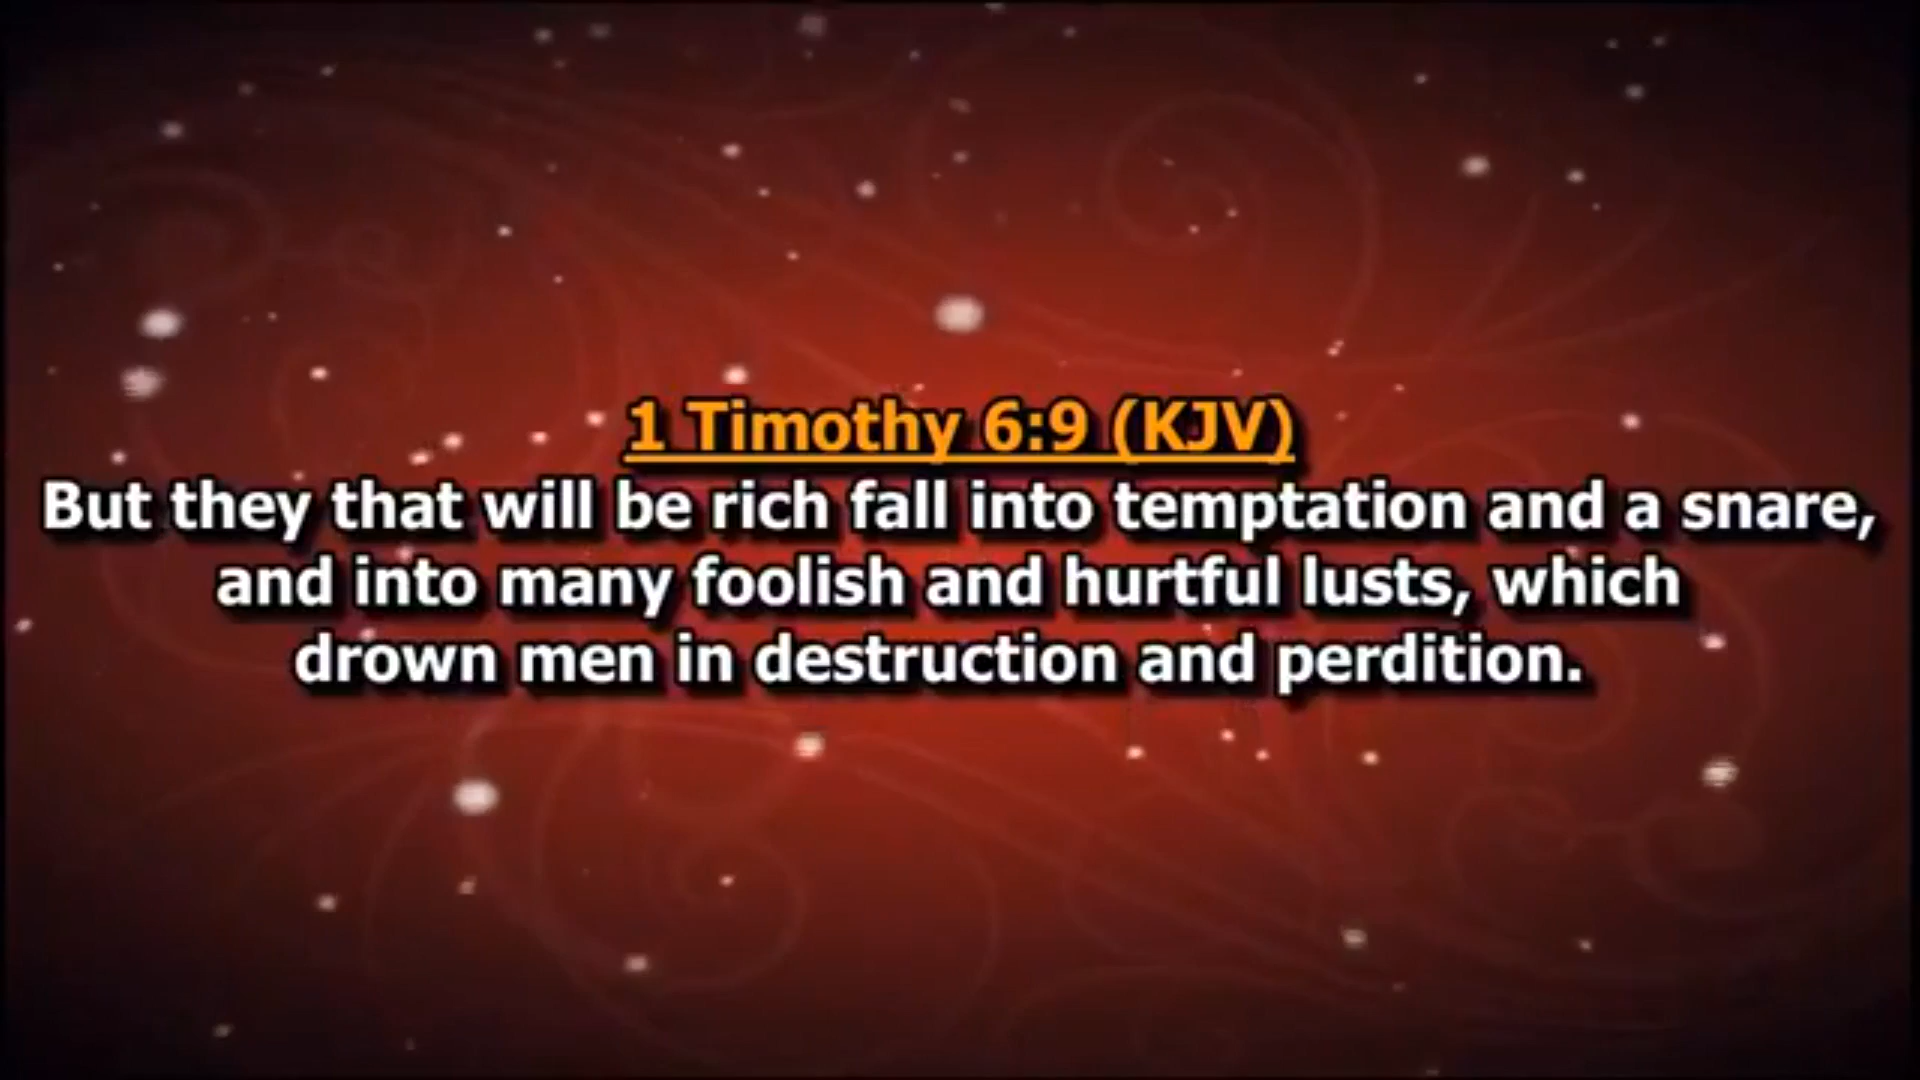 1 Timothy 6:9 (KJV)
But they that will be rich fall into temptation and a snare,
and into many foolish and hurtful lusts, which
drown men in destruction and perdition.